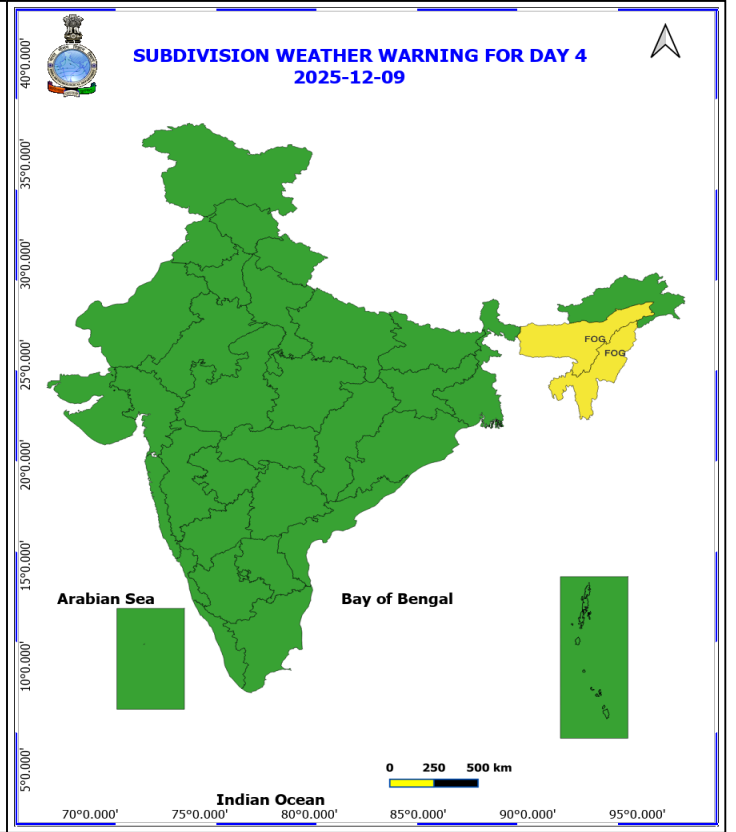 SUBDIVISION WEATHER WARNING FOR DAY 4
2025-12-09
40°0.000'
35°0.000'
30°0.000'
25°0.000'
20°0.000'
15°0.000'
10°0.000'
5°0.000'
FOG
FOG
Arabian Sea
Bay of Bengal
0 250 500 km
Indian Ocean
70°0.000' 75°0.000' 80°0.000' 85°0.000' 90°0.000' 95°0.000'